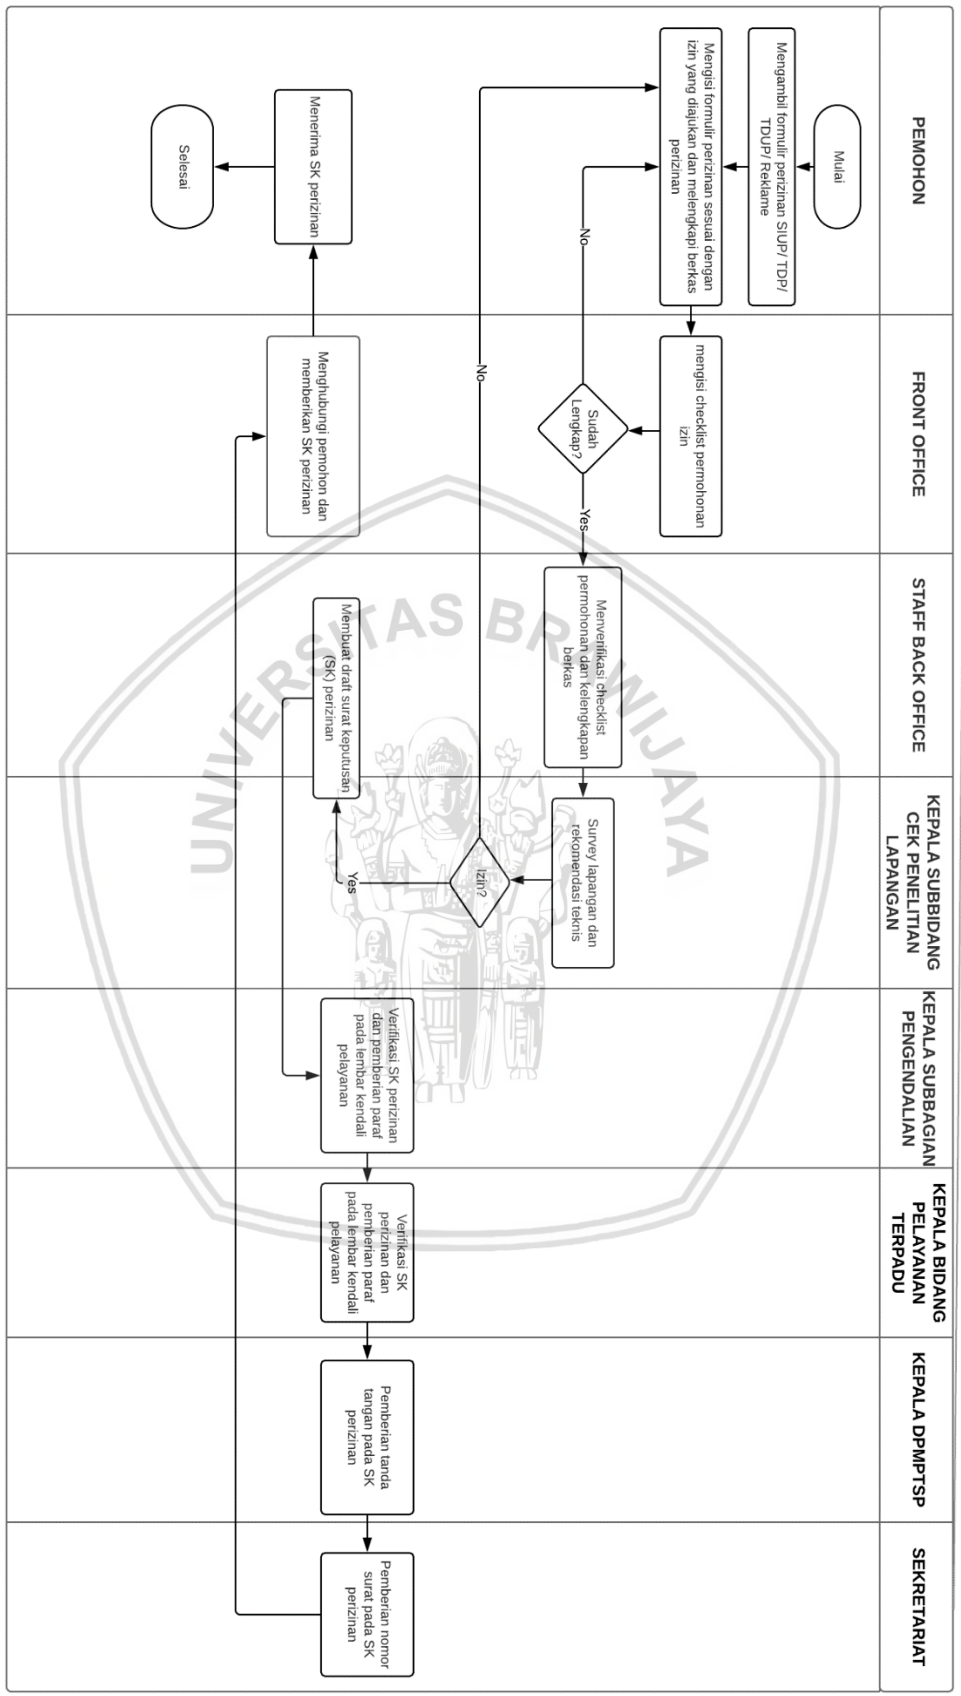 PEMOHON
FRONT OFFICE
STAFF BACK OFFICE
KEPALA SUBBIDANG
CEK PENELITIAN
LAPANGAN
KEPALA SUBBAGIAN
PENGENDALIAN
KEPALA BIDANG
PELAYANAN
TERPADU
KEPALA DPMPTSP
SEKRETARIAT
Mulai
Mengambil formulir perizinan SIUP/ TDP/
TDUP/ Reklame
Mengisi formulir perizinan sesuai dengan
izin yang diajukan dan melengkapi berkas
perizinan
mengisi checklist permohonan
izin
Sudah
Lengkap?
No
Yes
Menverifikasi checklist
permohonan dan kelengkapan
berkas
Survey lapangan dan
rekomendasi teknis
Izin?
No
Yes
Membuat draft surat keputusan
(SK) perizinan
Verifikasi SK perizinan
dan pemberian paraf
pada lembar kendali
pelayanan
Verifikasi SK
perizinan dan
pemberian paraf
pada lembar kendali
pelayanan
Pemberian tanda
tangan pada SK
perizinan
Pemberian nomor
surat pada SK
perizinan
Menghubungi pemohon dan
memberikan SK perizinan
Menerima SK perizinan
Selesai
UNIVERSITAS BRAWIJAYA